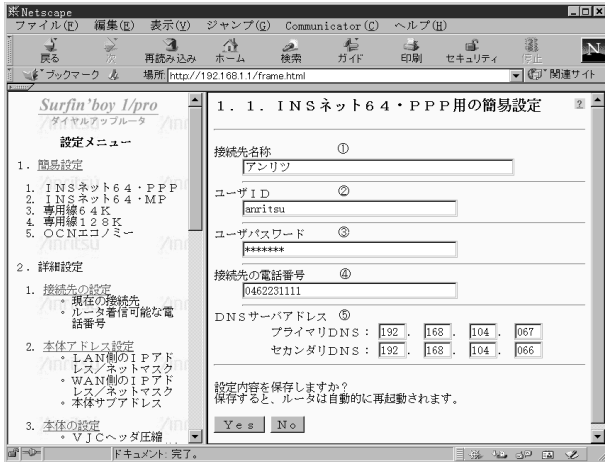 Netscape
ファイル(F) 編集(E) 表示(V) ジャンプ(G) Communicator(C) ヘルプ(H)
戻る 次 再読み込み ホーム 検索 ガイド 印刷 セキュリティ 停止
N
ブックマーク 場所: http://192.168.1.1/frame.html 関連サイト
Surfin'boy 1/pro
ダイヤルアップルータ
設定メニュー
1. 簡易設定
1. INSネット64・PPP
2. INSネット64・MP
3. 専用線64K
4. 専用線128K
5. OCNエコノミー
2. 詳細設定
1. 接続先の設定
◦ 現在の接続先
◦ ルータ着信可能な電
話番号
2. 本体アドレス設定
◦ LAN側のIPアド
レス/ネットマスク
◦ WAN側のIPアド
レス/ネットマスク
◦ 本体サブアドレス
3. 本体の設定
◦ VJCヘッダ圧縮
1.1.INSネット64・PPP用の簡易設定 ?
接続先名称 ①
アンリツ
ユーザID ②
anritsu
ユーザパスワード ③
*******
接続先の電話番号 ④
0462231111
DNSサーバアドレス ⑤
プライマリDNS: 192 . 168 . 104 . 067
セカンダリDNS: 192 . 168 . 104 . 066
設定内容を保存しますか?
保存すると、ルータは自動的に再起動されます。
Yes No
ドキュメント: 完了。